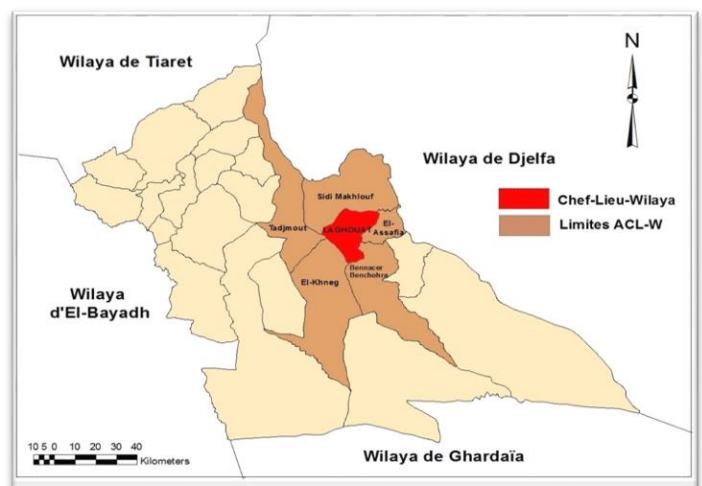 Wilaya de Tiaret
N
Wilaya de Djelfa
Chef-Lieu-Wilaya
Limites ACL-W
Sidi Makhlouf
Tadjmout
LAGHOUAT
El-
Assafia
Bennacer
Benchohra
El-Khneg
Wilaya
d'El-Bayadh
10 5 0 10 20 30 40
Kilometers
Wilaya de Ghardaïa